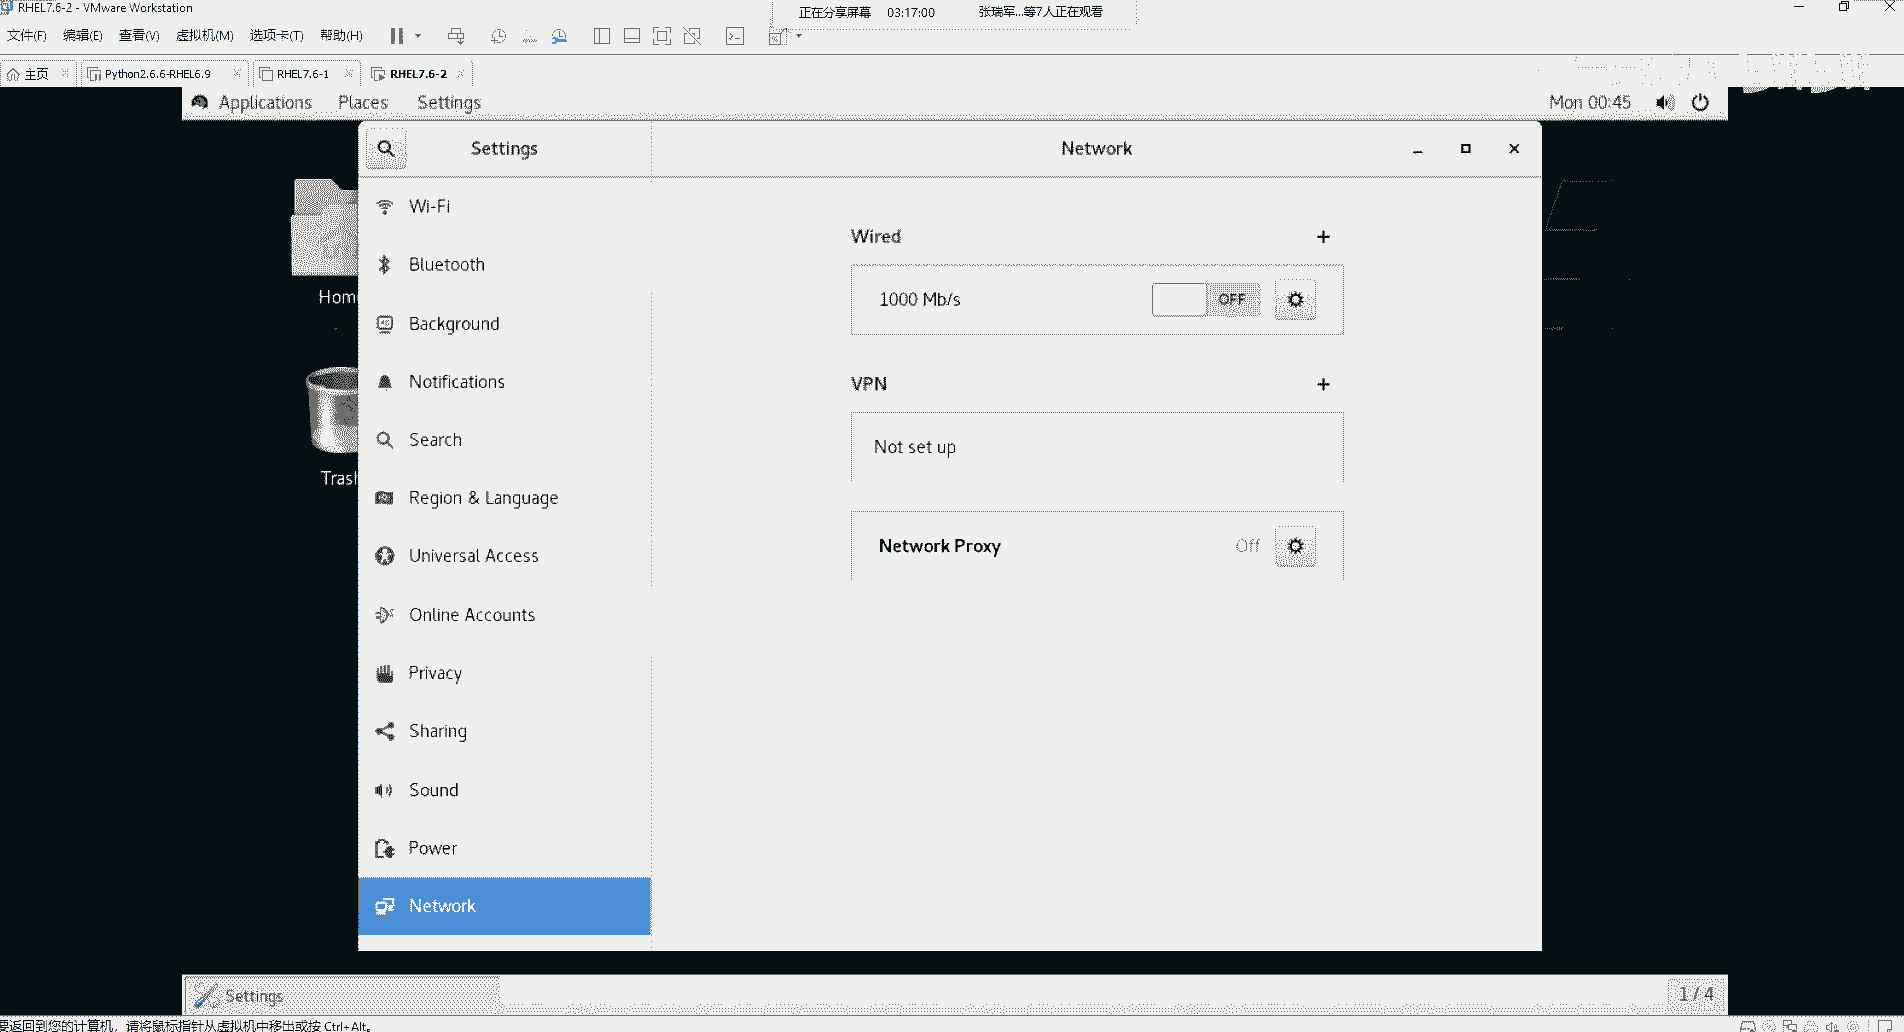 RHEL7.6-2 - VMware Workstation
正在分享屏幕 03:17:00 张瑞军...等7人正在观看
文件(F) 编辑(E) 查看(V) 虚拟机(M) 选项卡(T) 帮助(H)
主页 Python2.6.6-RHEL6.9 RHEL7.6-1 RHEL7.6-2
Applications Places Settings Mon 00:45
Settings Network
Wi-Fi
Wired
Bluetooth
Home
1000 Mb/s OFF
Background
Notifications
VPN
Search
Not set up
Trash
Region & Language
Network Proxy Off
Universal Access
Online Accounts
Privacy
Sharing
Sound
Power
Network
Settings 1 / 4
要返回到您的计算机，请将鼠标指针从虚拟机中移出或按 Ctrl+Alt。